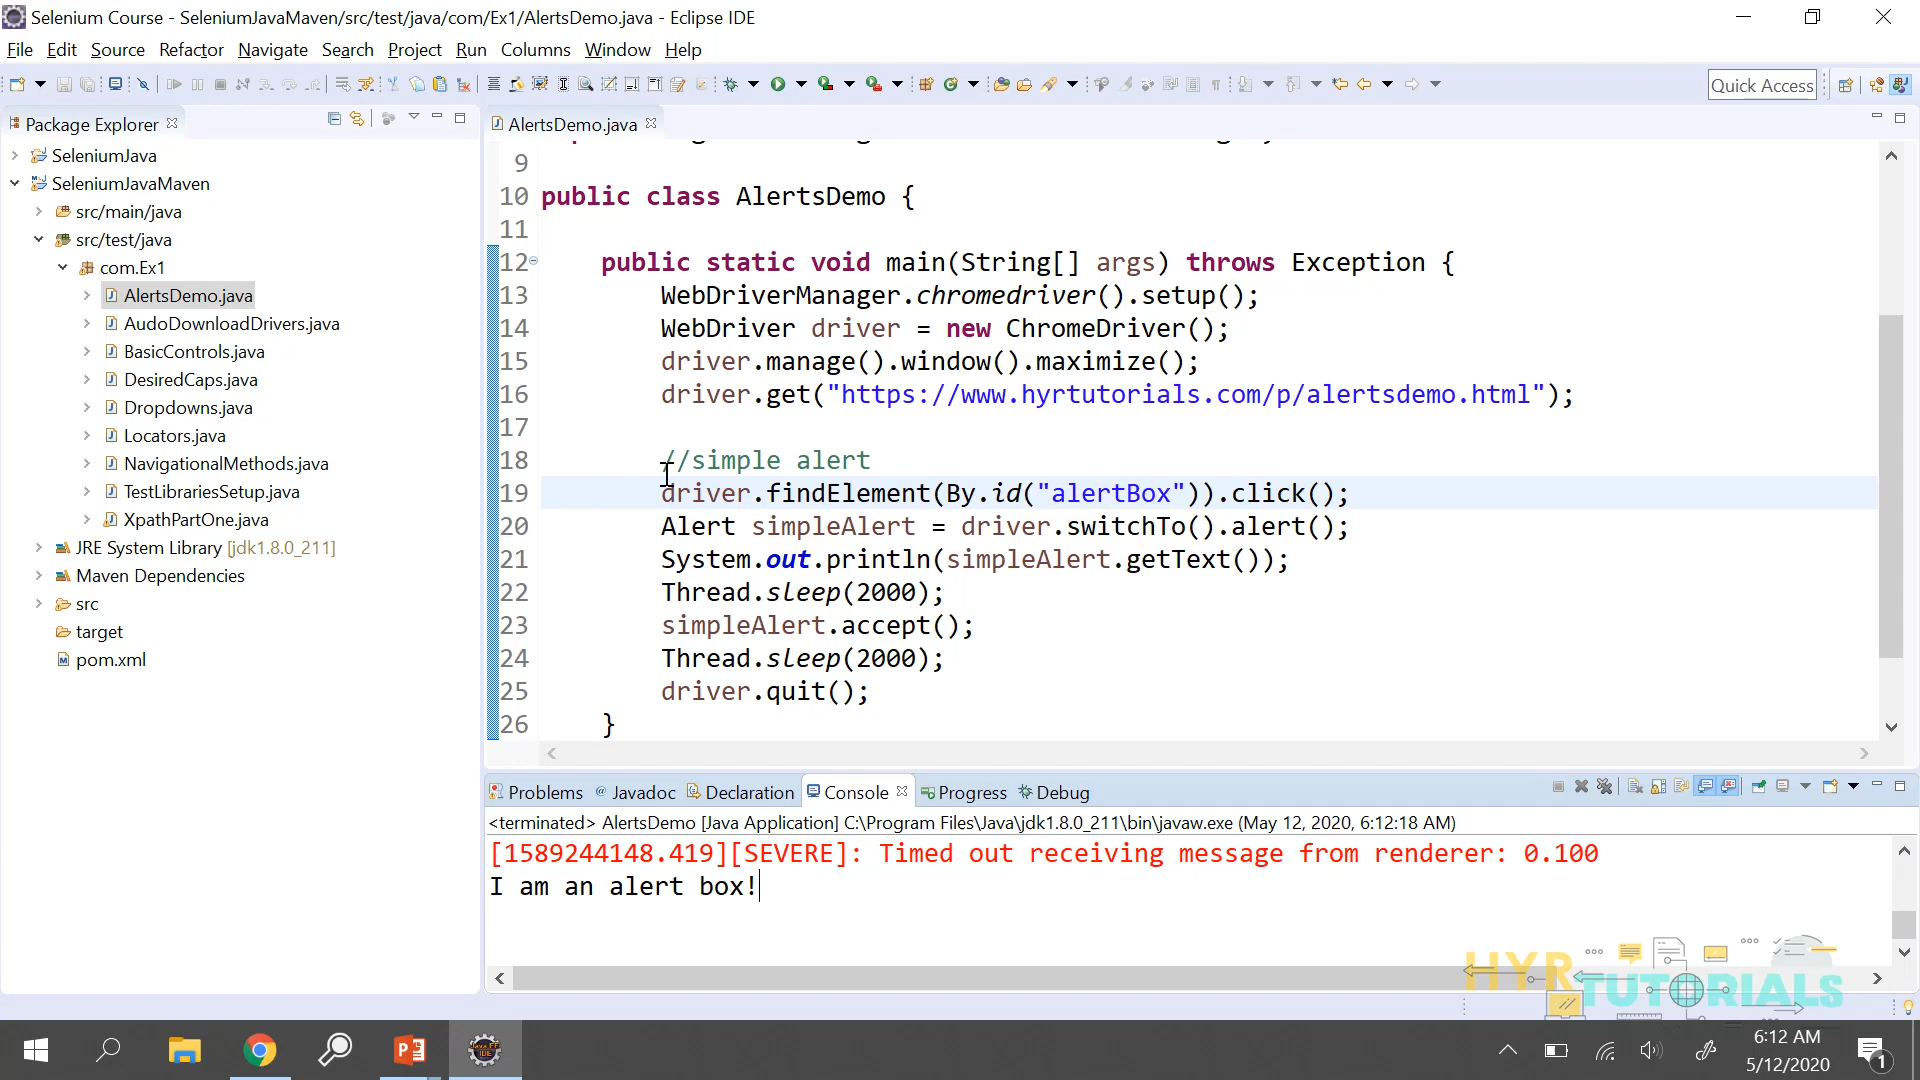 Selenium Course - SeleniumJavaMaven/src/test/java/com/Ex1/AlertsDemo.java - Eclipse IDE
File Edit Source Refactor Navigate Search Project Run Columns Window Help
Quick Access
Package Explorer
SeleniumJava
SeleniumJavaMaven
src/main/java
src/test/java
com.Ex1
AlertsDemo.java
AudoDownloadDrivers.java
BasicControls.java
DesiredCaps.java
Dropdowns.java
Locators.java
NavigationalMethods.java
TestLibrariesSetup.java
XpathPartOne.java
JRE System Library [jdk1.8.0_211]
Maven Dependencies
src
target
pom.xml
AlertsDemo.java
9
10 public class AlertsDemo {
11
12 public static void main(String[] args) throws Exception {
13 WebDriverManager.chromedriver().setup();
14 WebDriver driver = new ChromeDriver();
15 driver.manage().window().maximize();
16 driver.get("https://www.hyrtutorials.com/p/alertsdemo.html");
17
18 //simple alert
19 driver.findElement(By.id("alertBox")).click();
20 Alert simpleAlert = driver.switchTo().alert();
21 System.out.println(simpleAlert.getText());
22 Thread.sleep(2000);
23 simpleAlert.accept();
24 Thread.sleep(2000);
25 driver.quit();
26 }
Problems Javadoc Declaration Console Progress Debug
<terminated> AlertsDemo [Java Application] C:\Program Files\Java\jdk1.8.0_211\bin\javaw.exe (May 12, 2020, 6:12:18 AM)
[1589244148.419][SEVERE]: Timed out receiving message from renderer: 0.100
I am an alert box!
HYR
TUTORIALS
6:12 AM
5/12/2020
1